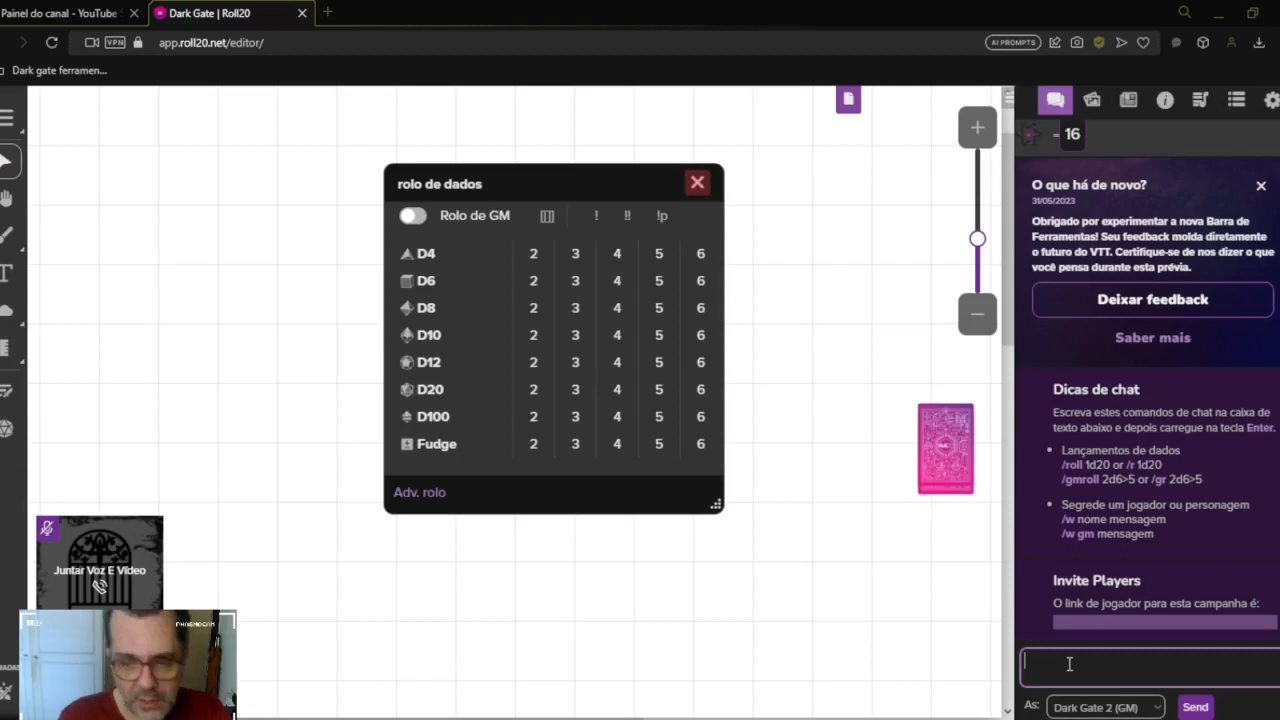 Painel do canal - YouTube
Dark Gate | Roll20
VPN
app.roll20.net/editor/
AI PROMPTS
Dark gate ferramen...
= 16
rolo de dados
Rolo de GM
! !! !p
D4 2 3 4 5 6
D6 2 3 4 5 6
D8 2 3 4 5 6
D10 2 3 4 5 6
D12 2 3 4 5 6
D20 2 3 4 5 6
D100 2 3 4 5 6
Fudge 2 3 4 5 6
Adv. rolo
O que há de novo?
31/05/2023
Obrigado por experimentar a nova Barra de
Ferramentas! Seu feedback molda diretamente
o futuro do VTT. Certifique-se de nos dizer o que
você pensa durante esta prévia.
Deixar feedback
Saber mais
Dicas de chat
Escreva estes comandos de chat na caixa de
texto abaixo e depois carregue na tecla Enter.
Lançamentos de dados
/roll 1d20 or /r 1d20
/gmroll 2d6>5 or /gr 2d6>5
Segrede um jogador ou personagem
/w nome mensagem
/w gm mensagem
Invite Players
O link de jogador para esta campanha é:
As: Dark Gate 2 (GM) Send
Juntar Voz E Vídeo